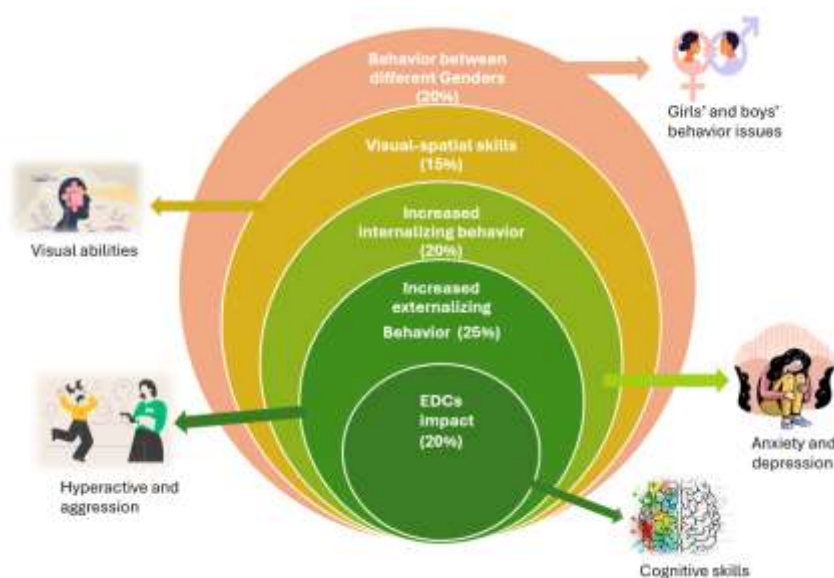 Behavior between
different Genders
(20%)
Girls' and boys'
behavior issues
Visual-spatial skills
(15%)
Visual abilities
Increased
internalizing behavior
(20%)
Increased
externalizing
Behavior (25%)
EDCs
impact
(20%)
Anxiety and
depression
Hyperactive and
aggression
Cognitive skills